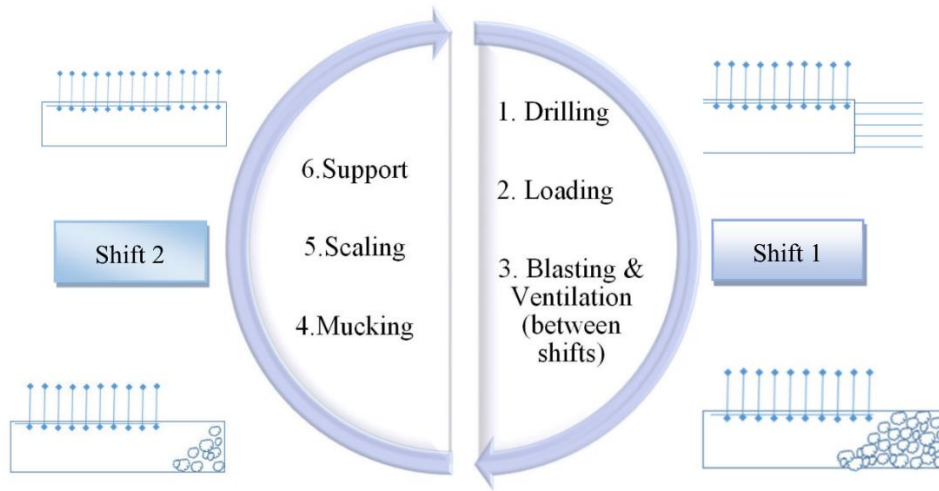 1. Drilling
2. Loading
3. Blasting &
Ventilation
(between
shifts)
Shift 1
6.Support
5.Scaling
4.Mucking
Shift 2